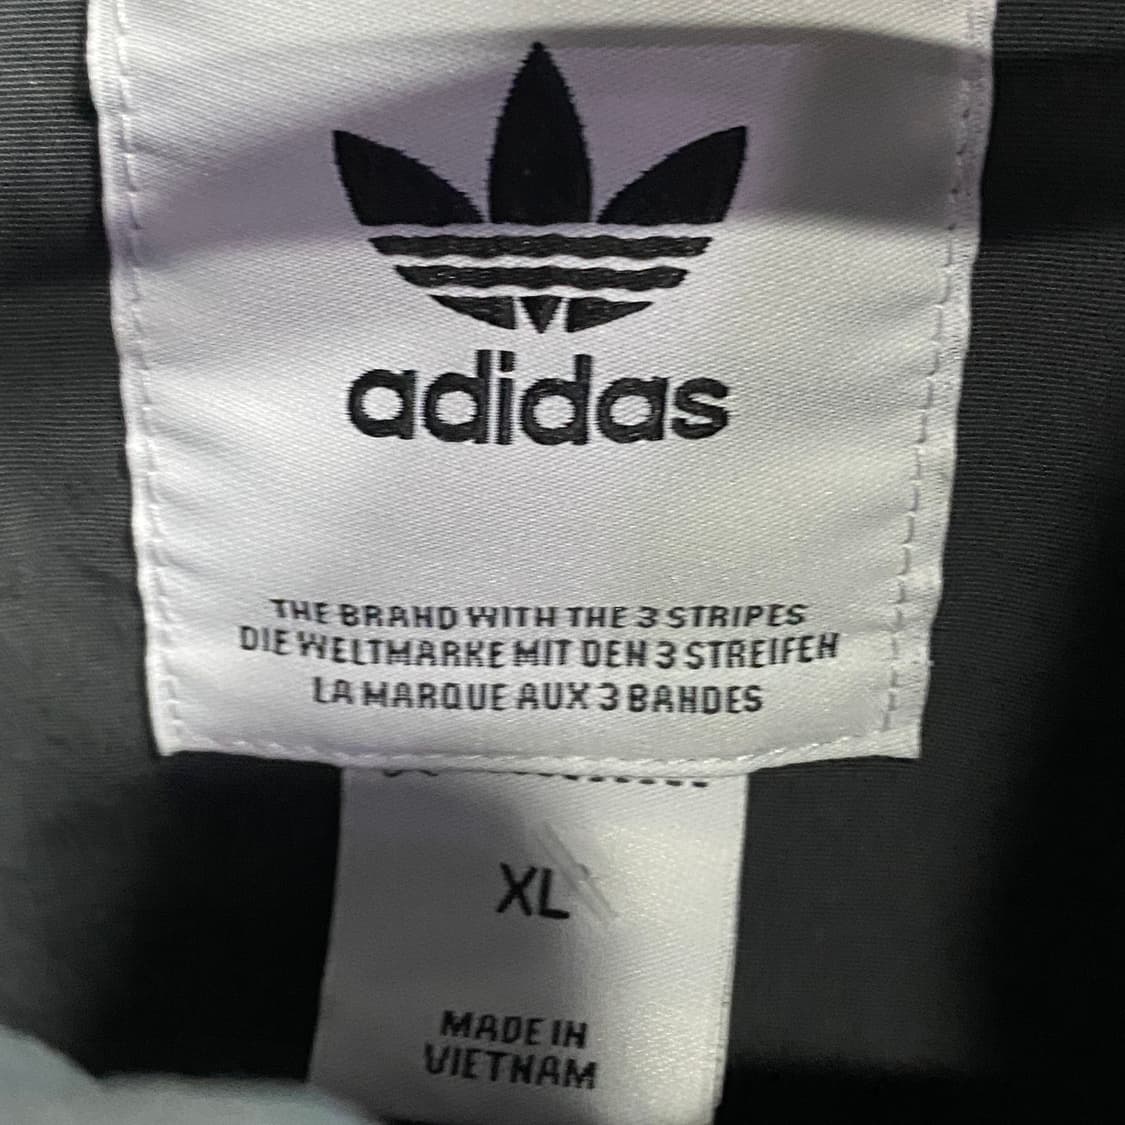 adidas
THE BRAND WITH THE 3 STRIPES
DIE WELTMARKE MIT DEN 3 STREIFEN
LA MARQUE AUX 3 BANDES
XL
MADE IN
VIETNAM